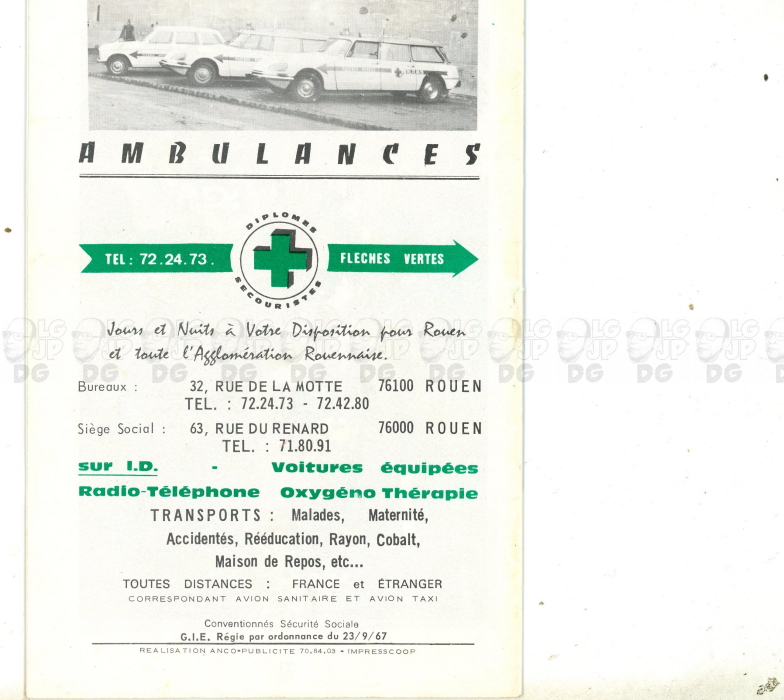 AMBULANCES
DIPLOMES
TEL: 72.24.73.
FLECHES VERTES
SECOURISTES
Jours et Nuits à Votre Disposition pour Rouen
et toute l'Agglomération Rouennaise.
Bureaux : 32, RUE DE LA MOTTE 76100 ROUEN
TEL. : 72.24.73 - 72.42.80
Siège Social : 63, RUE DU RENARD 76000 ROUEN
TEL. : 71.80.91
sur I.D. - Voitures équipées
Radio-Téléphone Oxygéno Thérapie
TRANSPORTS : Malades, Maternité,
Accidentés, Rééducation, Rayon, Cobalt,
Maison de Repos, etc...
TOUTES DISTANCES : FRANCE et ÉTRANGER
CORRESPONDANT AVION SANITAIRE ET AVION TAXI
Conventionnés Sécurité Sociale
G.I.E. Régie par ordonnance du 23/9/67
REALISATION ANCO-PUBLICITE 70.84.03 - IMPRESSCOOP
LG JP DG